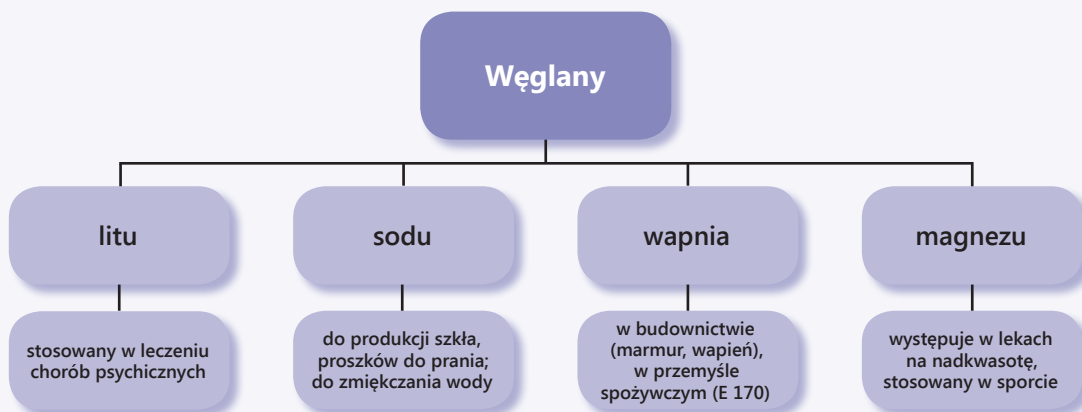 Węglany
litu
sodu
wapnia
magnezu
stosowany w leczeniu
chorób psychicznych
do produkcji szkła,
proszków do prania;
do zmiękczania wody
w budownictwie
(marmur, wapień),
w przemyśle
spożywczym (E 170)
występuje w lekach
na nadkwasotę,
stosowany w sporcie